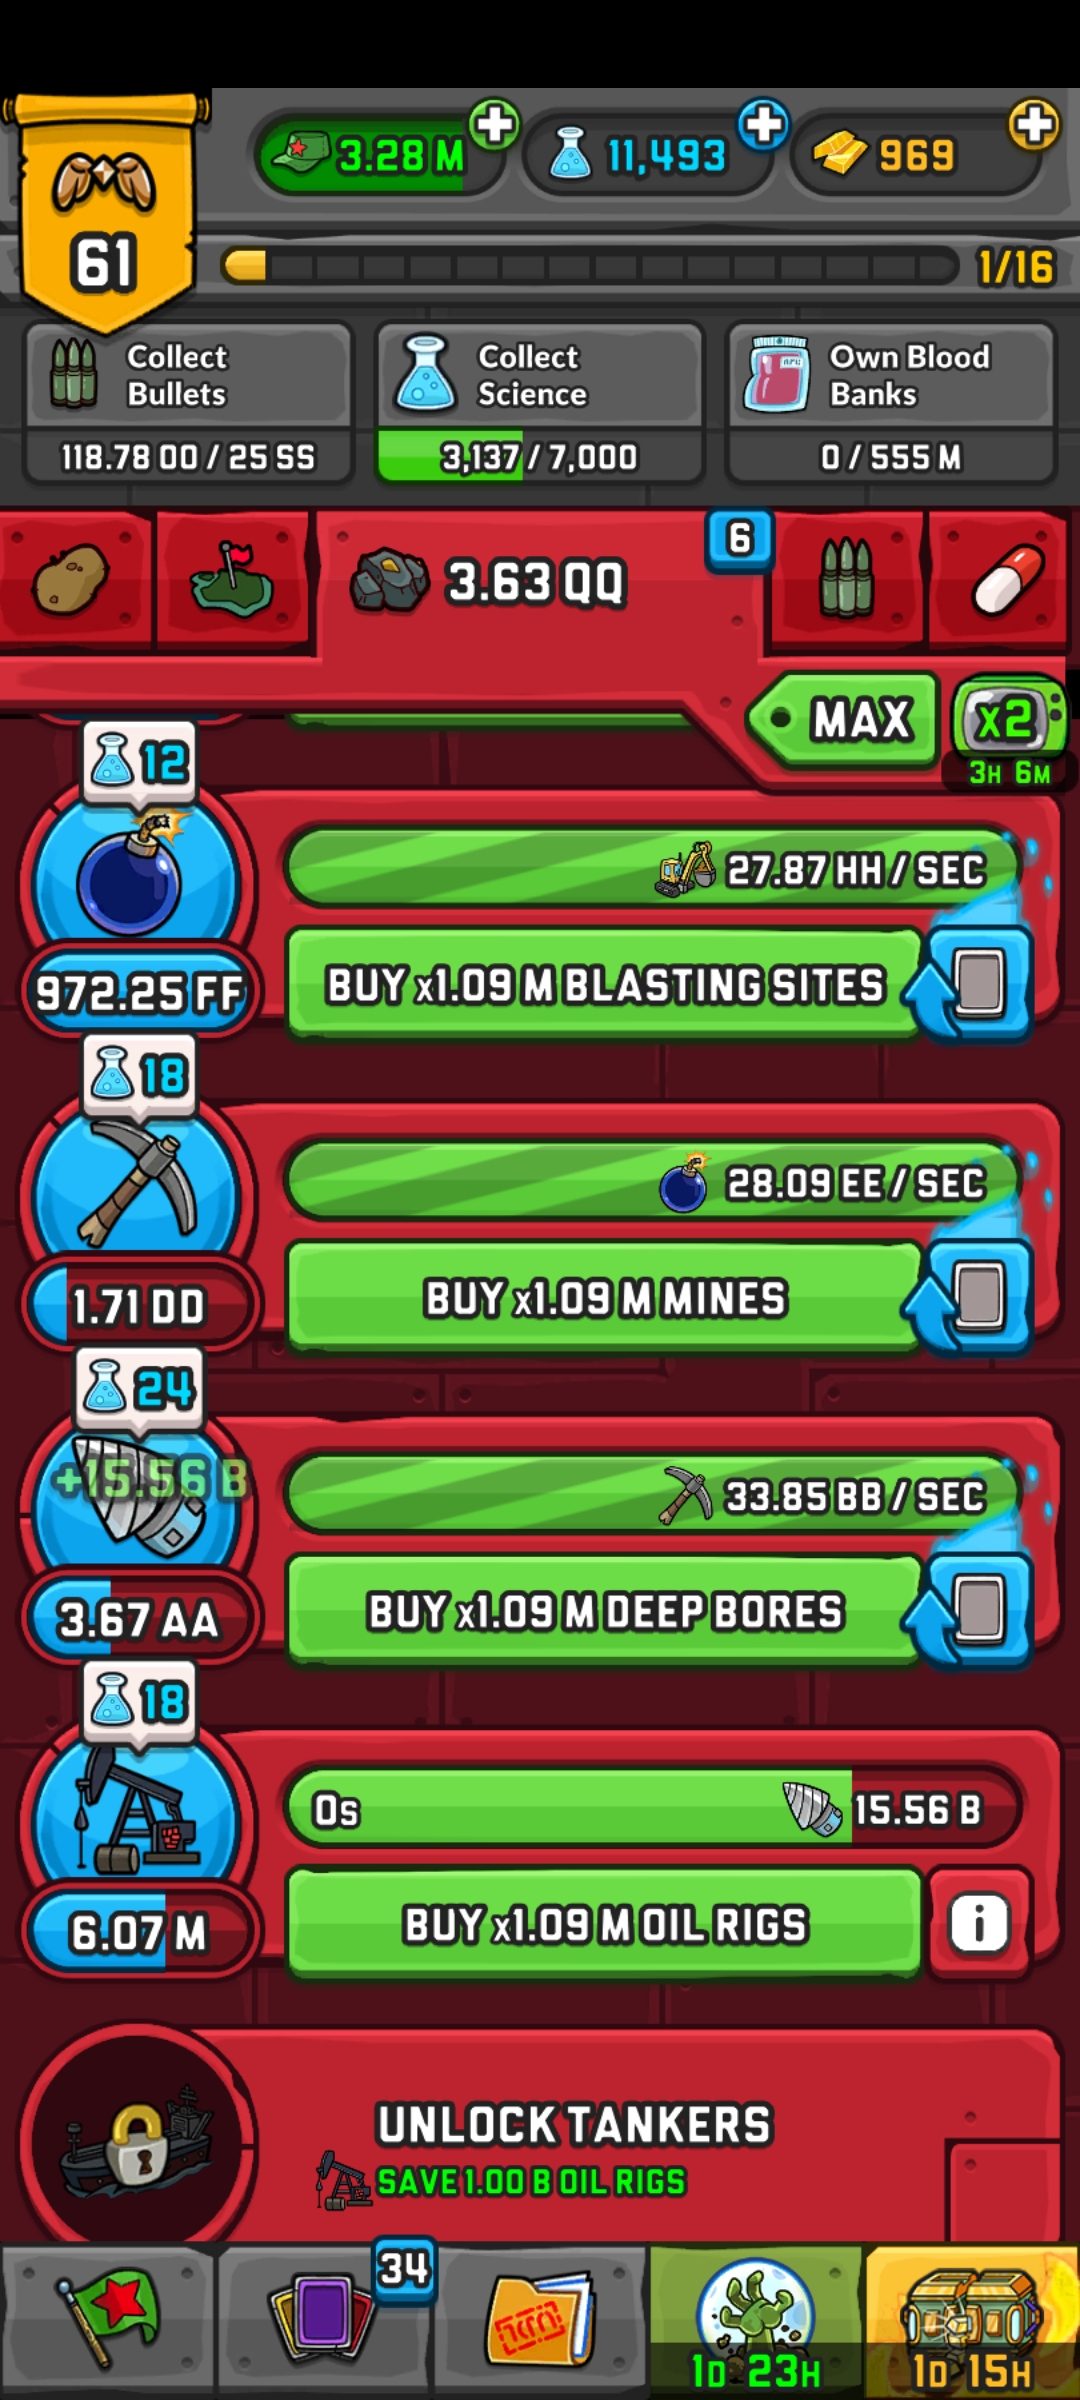 3.28 M
11,493
969
61
1/16
Collect
Bullets
118.78 OO / 25 SS
Collect
Science
3,137 / 7,000
Own Blood
Banks
0 / 555 M
3.63 QQ
6
MAX
x2
3H 6M
12
27.87 HH / SEC
972.25 FF
BUY x1.09 M BLASTING SITES
18
28.09 EE / SEC
1.71 DD
BUY x1.09 M MINES
24
+15.56 B
33.85 BB / SEC
3.67 AA
BUY x1.09 M DEEP BORES
18
0s
15.56 B
6.07 M
BUY x1.09 M OIL RIGS
i
UNLOCK TANKERS
SAVE 1.00 B OIL RIGS
34
1D 23H
1D 15H